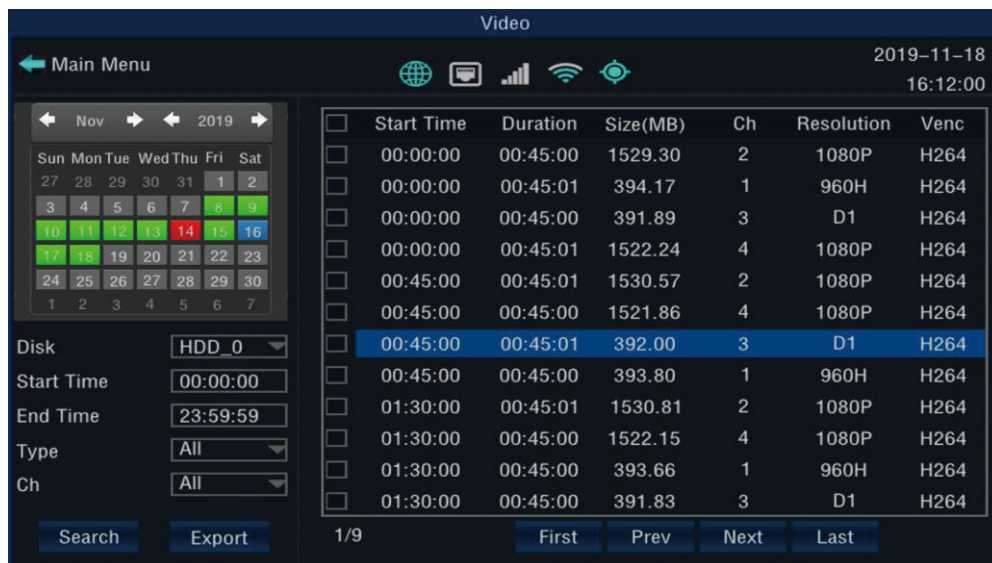 Video
Main Menu
2019-11-18
16:12:00
Nov 2019
Sun Mon Tue Wed Thu Fri Sat
27 28 29 30 31 1 2
3 4 5 6 7 8 9
10 11 12 13 14 15 16
17 18 19 20 21 22 23
24 25 26 27 28 29 30
1 2 3 4 5 6 7
Disk HDD_0
Start Time 00:00:00
End Time 23:59:59
Type All
Ch All
Search Export
Start Time Duration Size(MB) Ch Resolution Venc
00:00:00 00:45:00 1529.30 2 1080P H264
00:00:00 00:45:01 394.17 1 960H H264
00:00:00 00:45:00 391.89 3 D1 H264
00:00:00 00:45:01 1522.24 4 1080P H264
00:45:00 00:45:01 1530.57 2 1080P H264
00:45:00 00:45:00 1521.86 4 1080P H264
00:45:00 00:45:01 392.00 3 D1 H264
00:45:00 00:45:00 393.80 1 960H H264
01:30:00 00:45:01 1530.81 2 1080P H264
01:30:00 00:45:00 1522.15 4 1080P H264
01:30:00 00:45:00 393.66 1 960H H264
01:30:00 00:45:00 391.83 3 D1 H264
1/9 First Prev Next Last